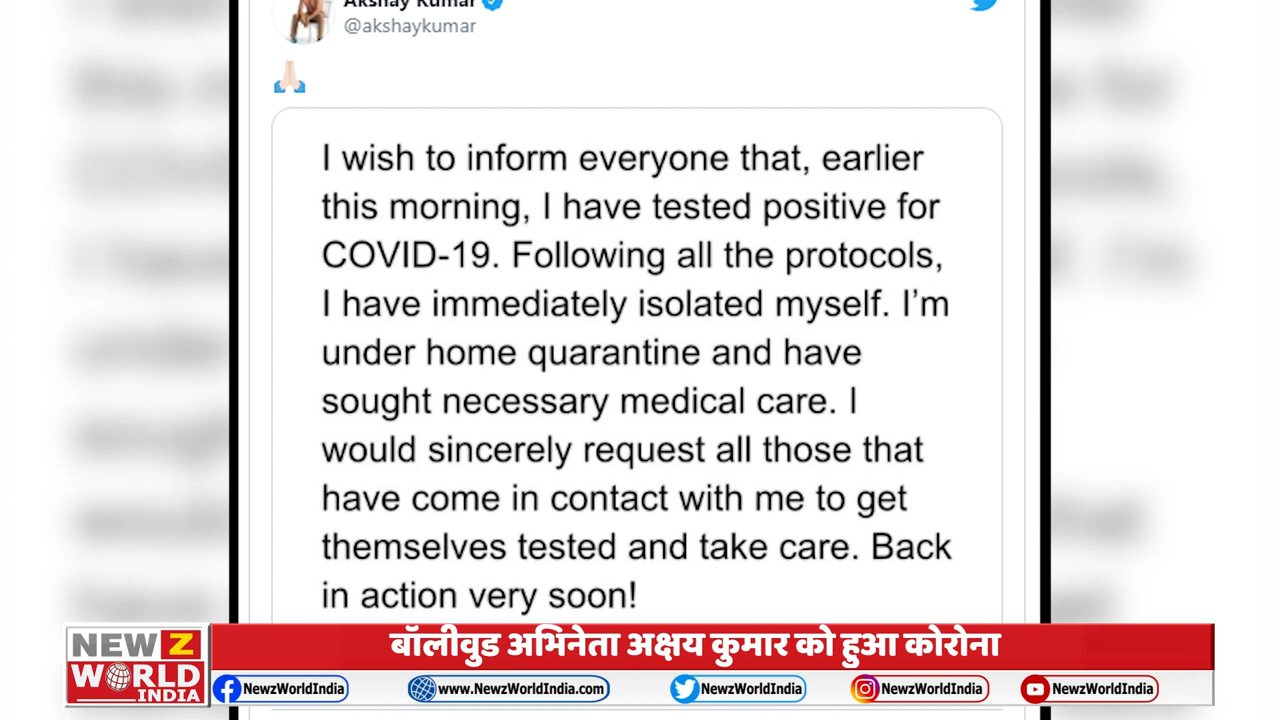 Akshay Kumar
@akshaykumar
🙏🏻
I wish to inform everyone that, earlier
this morning, I have tested positive for
COVID-19. Following all the protocols,
I have immediately isolated myself. I’m
under home quarantine and have
sought necessary medical care. I
would sincerely request all those that
have come in contact with me to get
themselves tested and take care. Back
in action very soon!
NEWZ
WORLD
INDIA
बॉलीवुड अभिनेता अक्षय कुमार को हुआ कोरोना
NewzWorldIndia
www.NewzWorldIndia.com
NewzWorldIndia
NewzWorldIndia
NewzWorldIndia